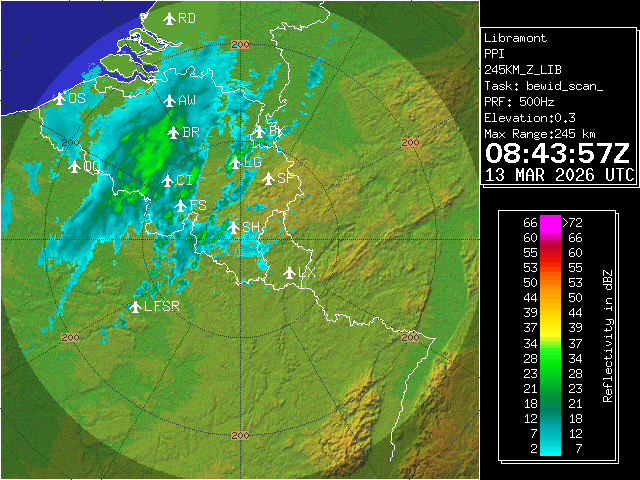 RD
200
OS
AW
BR
BK
200
200
LG
CI
SP
FS
SH
LX
LFSR
200
200
200
Libramont
PPI
245KM_Z_LIB
Task: bewid_scan_
PRF: 500Hz
Elevation:0.3
Max Range:245 km
08:43:57Z
13 MAR 2026 UTC
66 >72
60 66
55 60
53 55
50 53
44 50
39 44
37 39
34 37
28 34
23 28
21 23
18 21
12 18
7 12
2 7
Reflectivity in dBZ